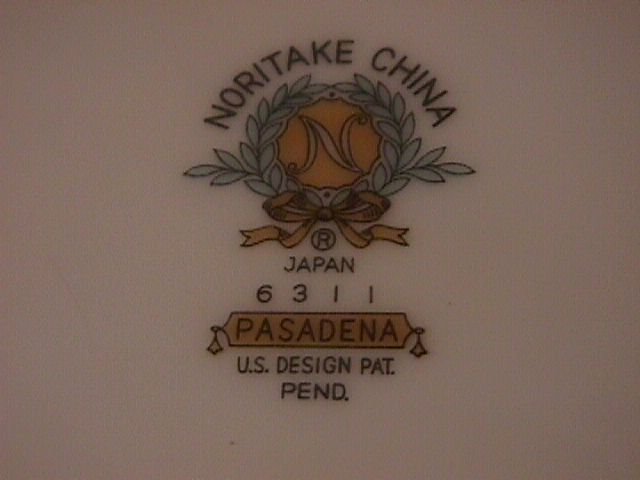 NORITAKE CHINA
N
®
JAPAN
6311
PASADENA
U.S. DESIGN PAT.
PEND.